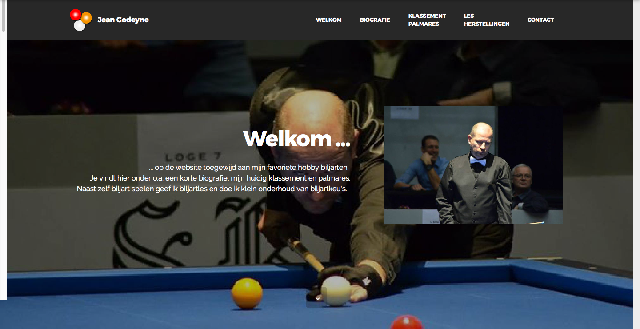 Jean Cadeyne
WELKOM
BIOGRAFIE
KLASSEMENT
PALMARES
LES
HERSTELLINGEN
CONTACT
LOGE 7
Welkom ...
... op de website toegewijd aan mijn favoriete hobby biljarten.
Je vindt hier onder o.a. een korte biografie, mijn huidig klassement en palmares.
Naast zelf biljart spelen geef ik biljartles en doe ik klein onderhoud van biljartkeu's.